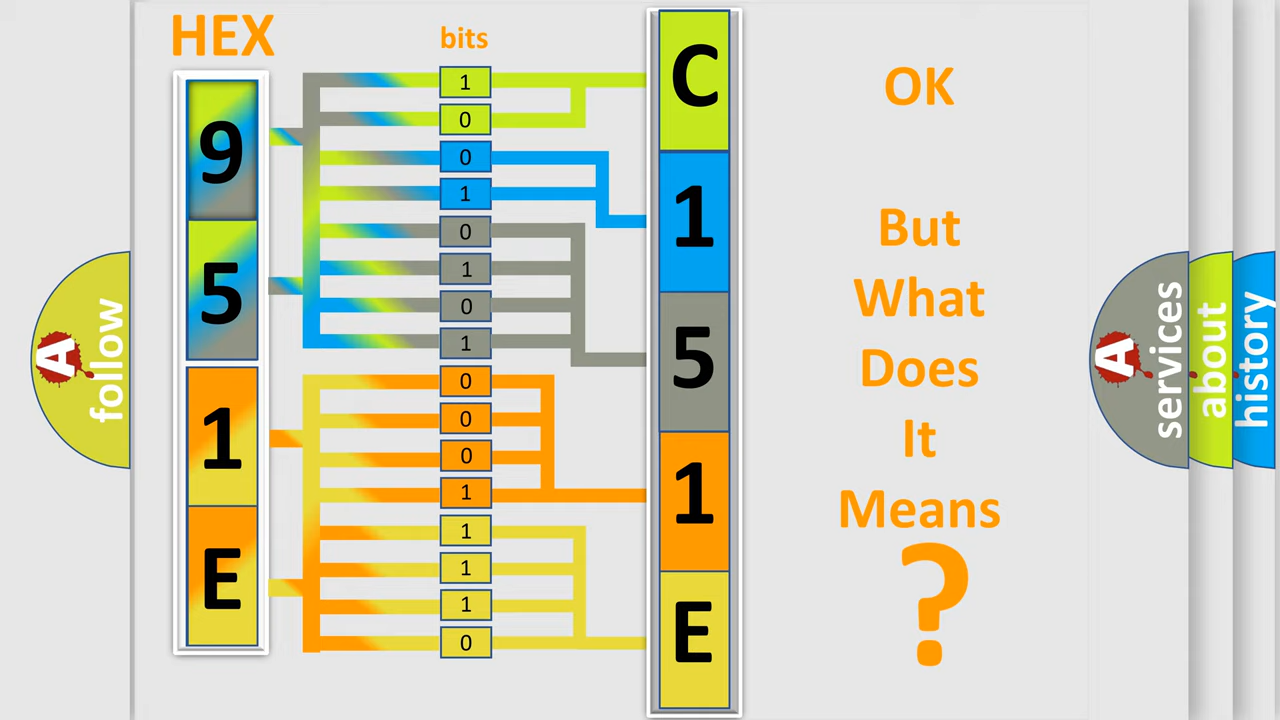 HEX
bits
9
5
1
E
1
0
0
1
0
1
0
1
0
0
0
1
1
1
1
0
C
1
5
1
E
OK
But
What
Does
It
Means
?
A
follow
A
services
about
history